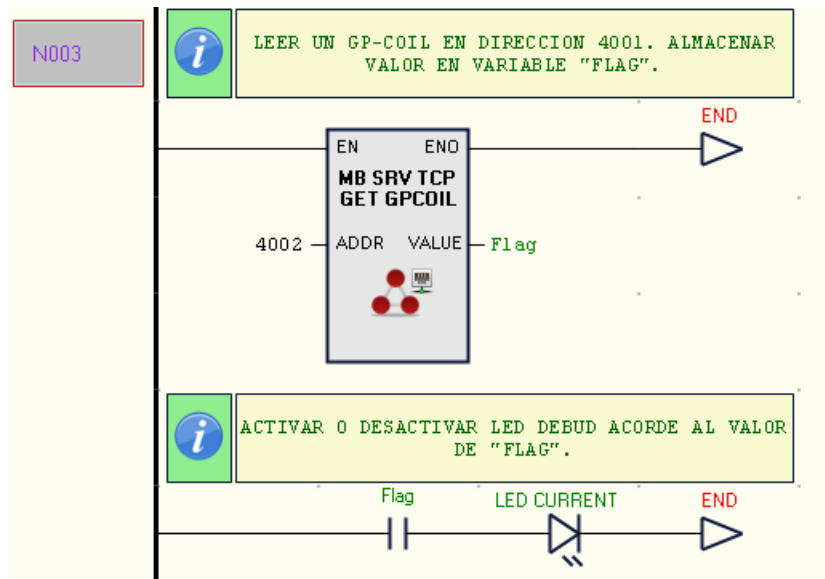 N003
LEER UN GP-COIL EN DIRECCION 4001. ALMACENAR
VALOR EN VARIABLE "FLAG".
END
EN ENO
MB SRV TCP
GET GPCOIL
4002 ADDR VALUE Flag
ACTIVAR O DESACTIVAR LED DEBUD ACORDE AL VALOR
DE "FLAG".
Flag LED CURRENT END